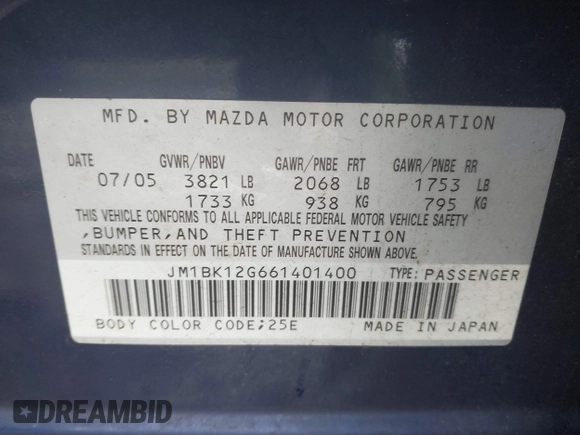 MFD. BY MAZDA MOTOR CORPORATION
DATE GVWR/PNBV GAWR/PNBE FRT GAWR/PNBE RR
07/05 3821 LB 2068 LB 1753 LB
1733 KG 938 KG 795 KG
THIS VEHICLE CONFORMS TO ALL APPLICABLE FEDERAL MOTOR VEHICLE SAFETY
,BUMPER,AND THEFT PREVENTION
STANDARDS IN EFFECT ON THE DATE OF MANUFACTURE SHOWN ABOVE.
JM1BK12G661401400 TYPE: PASSENGER
BODY COLOR CODE;25E MADE IN JAPAN
DREAMBID